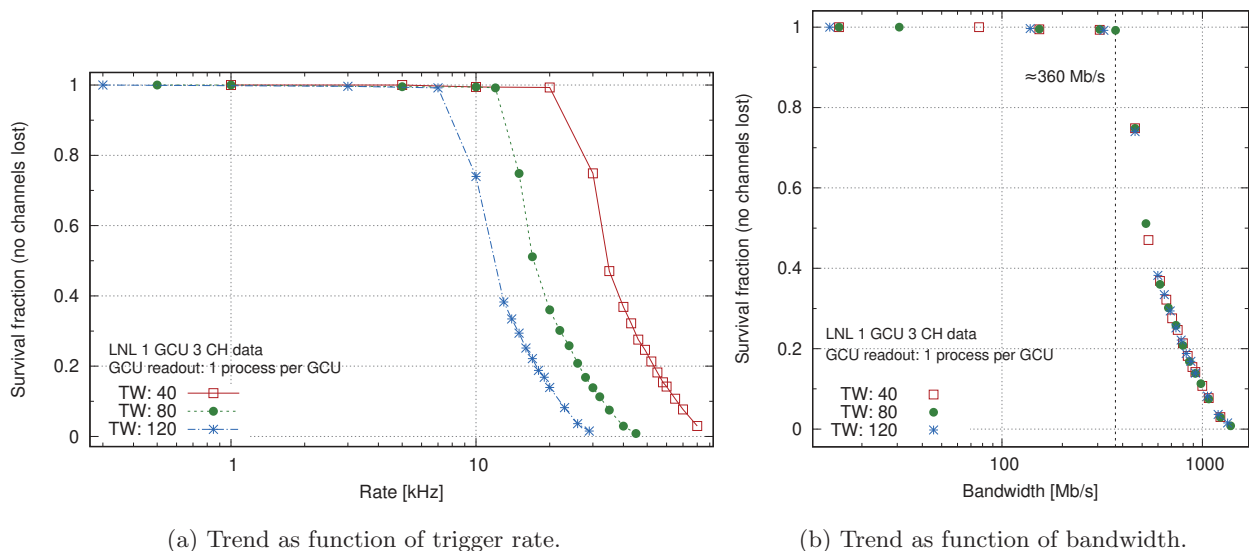 Survival fraction (no channels lost)
1
0.8
0.6
0.4
0.2
0
LNL 1 GCU 3 CH data
GCU readout: 1 process per GCU
TW: 40
TW: 80
TW: 120
1
10
Rate [kHz]
(a) Trend as function of trigger rate.
Survival fraction (no channels lost)
1
0.8
0.6
0.4
0.2
0
≈360 Mb/s
LNL 1 GCU 3 CH data
GCU readout: 1 process per GCU
TW: 40
TW: 80
TW: 120
100
1000
Bandwidth [Mb/s]
(b) Trend as function of bandwidth.